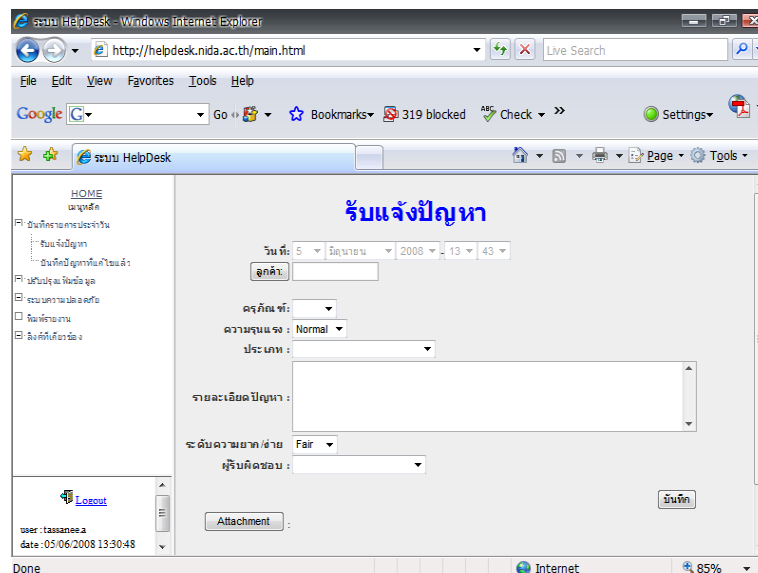 ระบบ HelpDesk - Windows Internet Explorer
http://helpdesk.nida.ac.th/main.html
Live Search
File Edit View Favorites Tools Help
Google G Go Bookmarks 319 blocked ABC Check » Settings
ระบบ HelpDesk Page Tools
HOME
เมนูหลัก
บันทึกรายการประจำวัน
รับแจ้งปัญหา
บันทึกปัญหาที่แก้ไขแล้ว
ปรับปรุงแฟ้มข้อมูล
ระบบความปลอดภัย
พิมพ์รายงาน
ลิงค์ที่เกี่ยวข้อง
Logout
user : tassanee.a
date : 05/06/2008 13:30:48
รับแจ้งปัญหา
วันที่: 5 มิถุนายน 2008 - 13 43
ลูกค้า:
ครุภัณฑ์:
ความรุนแรง : Normal
ประเภท :
รายละเอียดปัญหา :
ระดับความยาก/ง่าย Fair
ผู้รับผิดชอบ :
บันทึก
Attachment :
Done Internet 85%